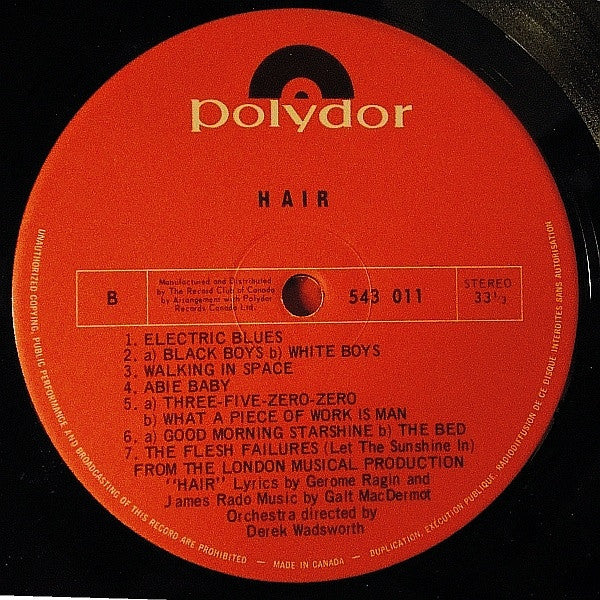 polydor
HAIR
B
Manufactured and Distributed
by The Record Club of Canada
by Arrangement with Polydor
Records Canada Ltd.
543 011
STEREO
33⅓
1. ELECTRIC BLUES
2. a) BLACK BOYS b) WHITE BOYS
3. WALKING IN SPACE
4. ABIE BABY
5. a) THREE-FIVE-ZERO-ZERO
b) WHAT A PIECE OF WORK IS MAN
6. a) GOOD MORNING STARSHINE b) THE BED
7. THE FLESH FAILURES (Let The Sunshine In)
FROM THE LONDON MUSICAL PRODUCTION
"HAIR" Lyrics by Gerome Ragin and
James Rado Music by Galt MacDermot
Orchestra directed by
Derek Wadsworth
UNAUTHORIZED COPYING, PUBLIC PERFORMANCE AND BROADCASTING OF THIS RECORD ARE PROHIBITED – MADE IN CANADA – DUPLICATION, EXÉCUTION PUBLIQUE, RADIODIFFUSION DE CE DISQUE INTERDITES SANS AUTORISATION